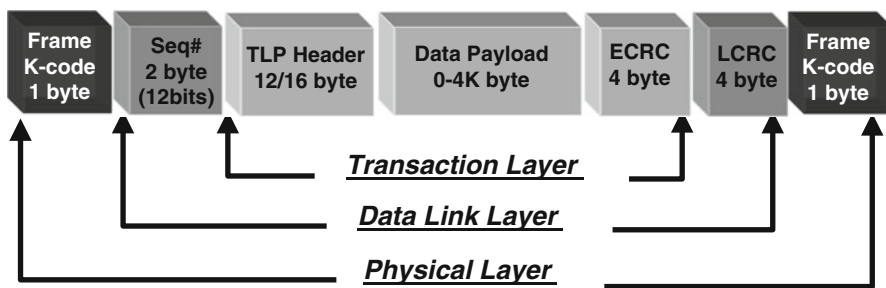 Frame
K-code
1 byte
Seq#
2 byte
(12bits)
TLP Header
12/16 byte
Data Payload
0-4K byte
ECRC
4 byte
LCRC
4 byte
Frame
K-code
1 byte
Transaction Layer
Data Link Layer
Physical Layer